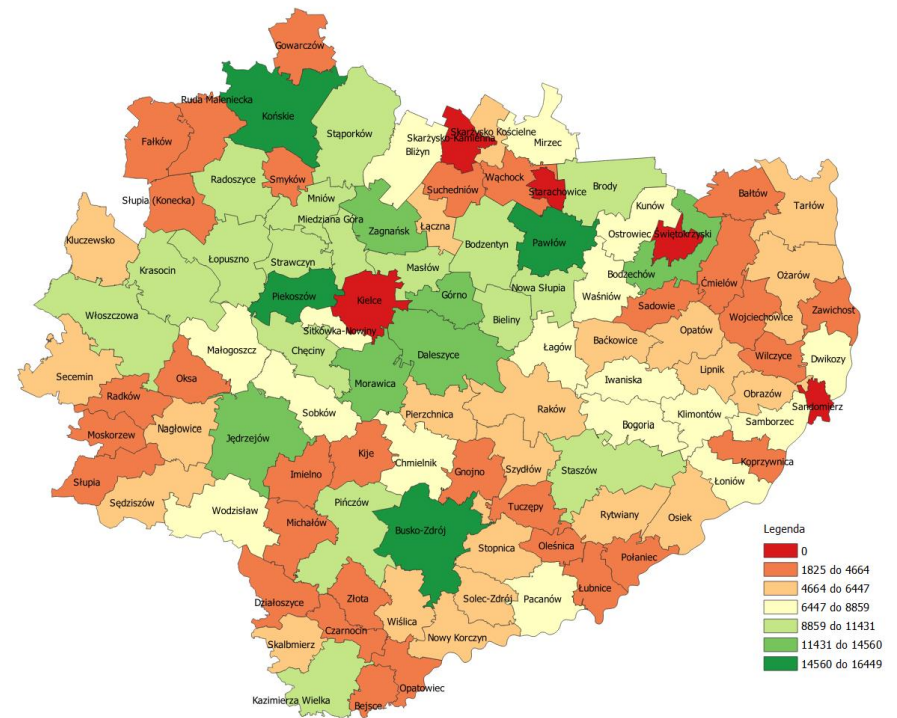 Gowarczów
Ruda Maleniecka
Końskie
Stąporków
Fałków
Skarżysko Kościelne
Skarżysko-Kamienna
Mirzec
Bliżyn
Radoszyce
Smyków
Suchedniów
Wąchock
Starachowice
Brody
Bałtów
Tarłów
Słupia (Konecka)
Mniów
Miedziana Góra
Zagnańsk
Łączna
Kunów
Ostrowiec
Świętokrzyski
Kluczewsko
Krasocin
Łopuszno
Strawczyn
Masłów
Bodzentyn
Pawłów
Bodzechów
Ćmielów
Ożarów
Włoszczowa
Piekoszów
Kielce
Górno
Nowa Słupia
Waśniów
Sadowie
Wojciechowice
Zawichost
Sitkówka-Nowiny
Bieliny
Małogoszcz
Chęciny
Daleszyce
Łagów
Baćkowice
Opatów
Wilczyce
Dwikozy
Secemin
Radków
Oksa
Morawica
Iwaniska
Lipnik
Obrazów
Sandomierz
Moskorzew
Nagłowice
Jędrzejów
Sobków
Pierzchnica
Raków
Bogoria
Klimontów
Samborzec
Słupia
Sędziszów
Imielno
Kije
Chmielnik
Gnojno
Szydłów
Staszów
Koprzywnica
Łoniów
Wodzisław
Michałów
Pińczów
Busko-Zdrój
Tuczępy
Rytwiany
Osiek
Stopnica
Oleśnica
Połaniec
Działoszyce
Złota
Wiślica
Solec-Zdrój
Pacanów
Łubnice
Skalbmierz
Czarnocin
Nowy Korczyn
Kazimierza Wielka
Bejsce
Opatowiec
Legenda
0
1825 do 4664
4664 do 6447
6447 do 8859
8859 do 11431
11431 do 14560
14560 do 16449